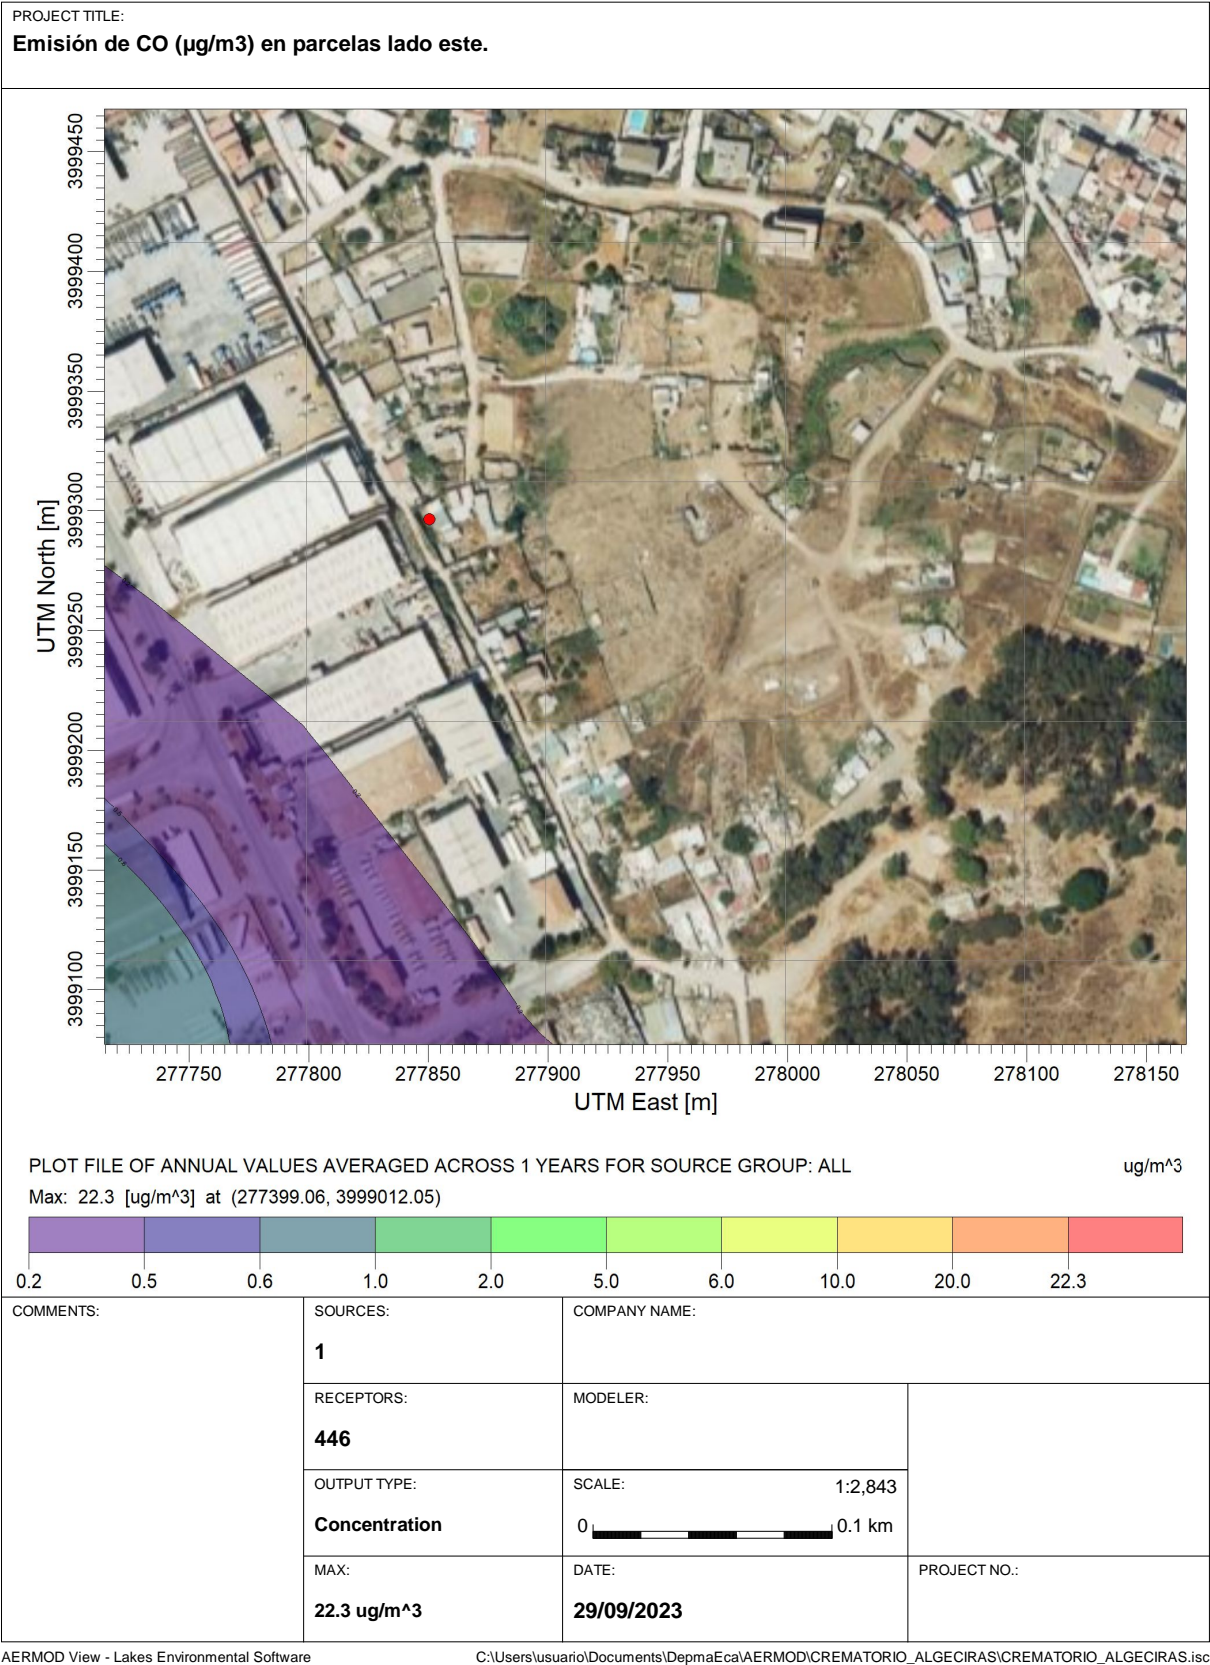 PROJECT TITLE:
Emisión de CO (µg/m3) en parcelas lado este.
UTM North [m]
3999450
3999400
3999350
3999300
3999250
3999200
3999150
3999100
0.2
0.5
0.6
277750 277800 277850 277900 277950 278000 278050 278100 278150
UTM East [m]
PLOT FILE OF ANNUAL VALUES AVERAGED ACROSS 1 YEARS FOR SOURCE GROUP: ALL ug/m^3
Max: 22.3 [ug/m^3] at (277399.06, 3999012.05)
0.2 0.5 0.6 1.0 2.0 5.0 6.0 10.0 20.0 22.3
COMMENTS:
SOURCES:
1
COMPANY NAME:
RECEPTORS:
446
MODELER:
OUTPUT TYPE:
Concentration
SCALE: 1:2,843
0 0.1 km
MAX:
22.3 ug/m^3
DATE:
29/09/2023
PROJECT NO.:
AERMOD View - Lakes Environmental Software
C:\Users\usuario\Documents\DepmaEca\AERMOD\CREMATORIO_ALGECIRAS\CREMATORIO_ALGECIRAS.isc